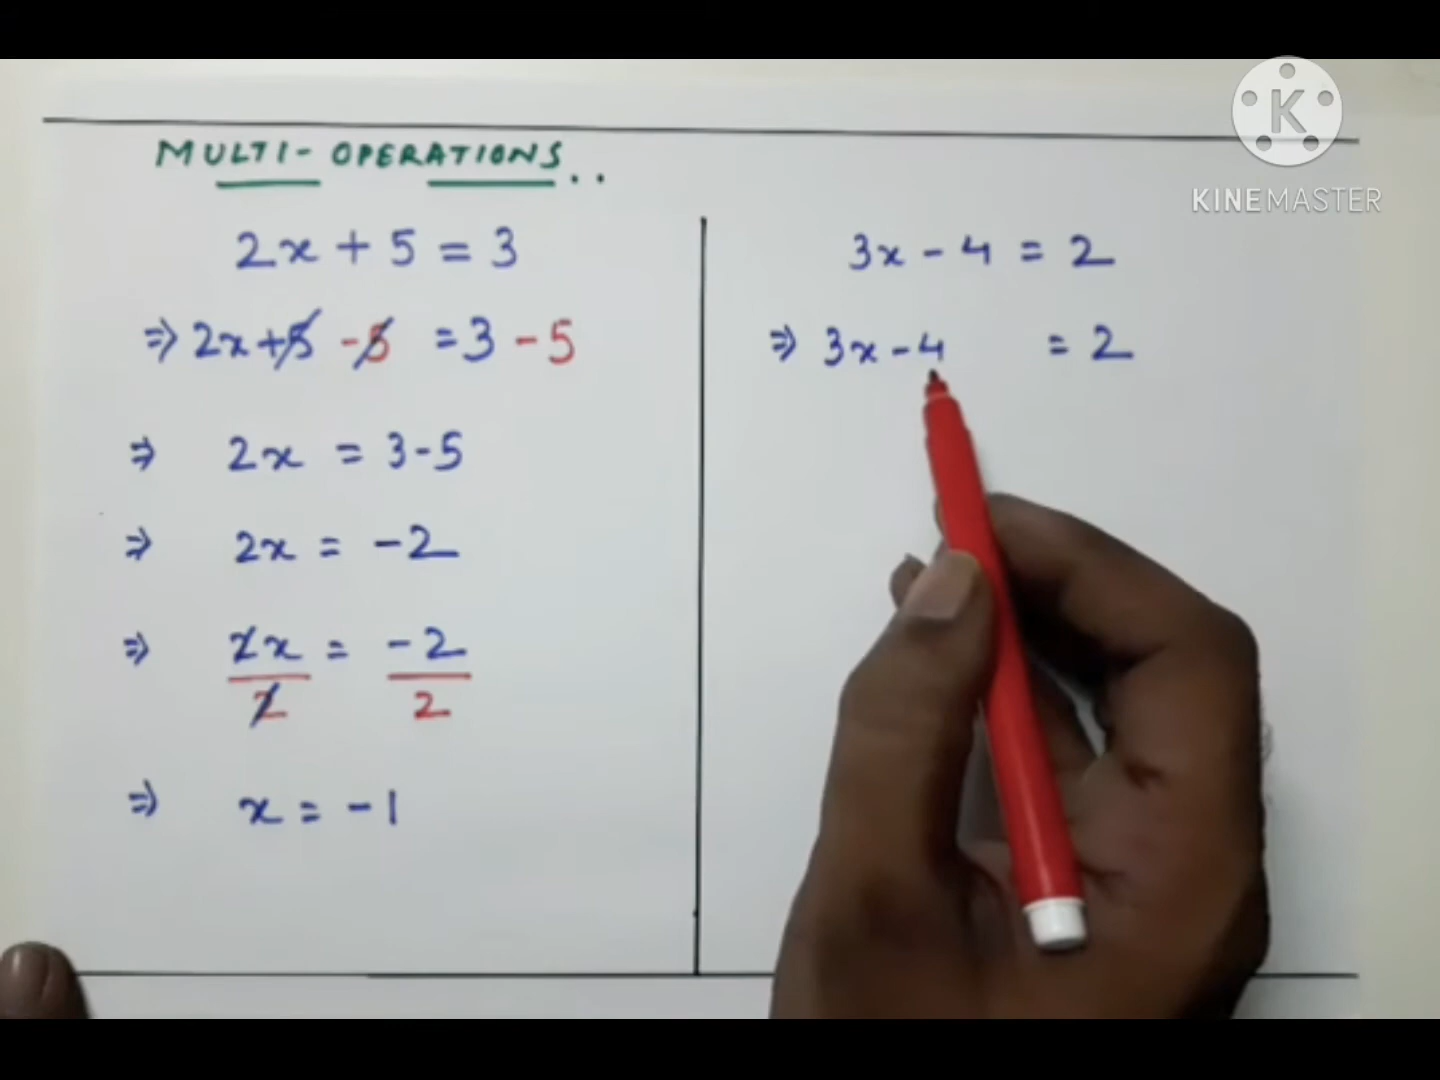 MULTI-OPERATIONS..
2x + 5 = 3
⇒ 2x+5 -5 = 3 - 5
⇒ 2x = 3-5
⇒ 2x = -2
⇒ 2x/2 = -2/2
⇒ x = -1
3x - 4 = 2
⇒ 3x - 4 = 2
K
KINEMASTER